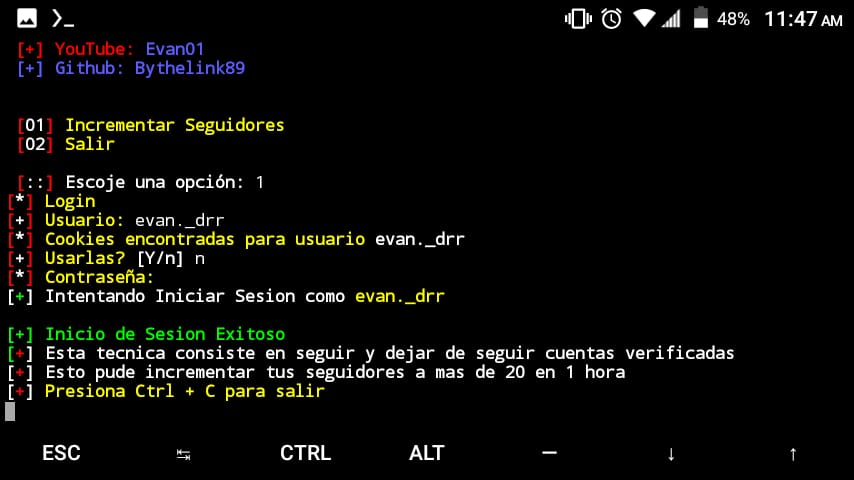 48% 11:47 AM
[+] YouTube: Evan01
[+] Github: Bythelink89
[01] Incrementar Seguidores
[02] Salir
[::] Escoje una opción: 1
[*] Login
[+] Usuario: evan._drr
[*] Cookies encontradas para usuario evan._drr
[+] Usarlas? [Y/n] n
[*] Contraseña:
[+] Intentando Iniciar Sesion como evan._drr
[+] Inicio de Sesion Exitoso
[+] Esta tecnica consiste en seguir y dejar de seguir cuentas verificadas
[+] Esto pude incrementar tus seguidores a mas de 20 en 1 hora
[+] Presiona Ctrl + C para salir
ESC ↹ CTRL ALT — ↓ ↑